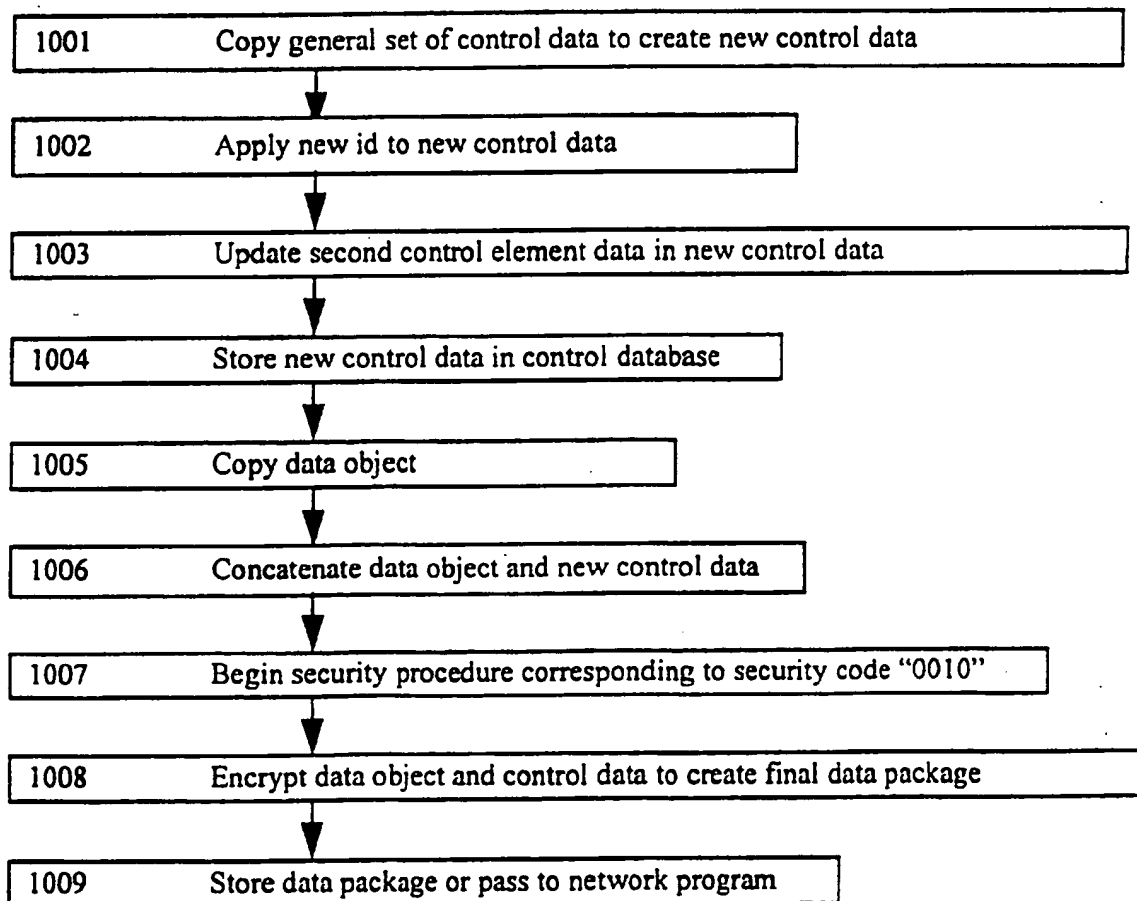 1001 Copy general set of control data to create new control data
1002 Apply new id to new control data
1003 Update second control element data in new control data
1004 Store new control data in control database
1005 Copy data object
1006 Concatenate data object and new control data
1007 Begin security procedure corresponding to security code “0010”
1008 Encrypt data object and control data to create final data package
1009 Store data package or pass to network program